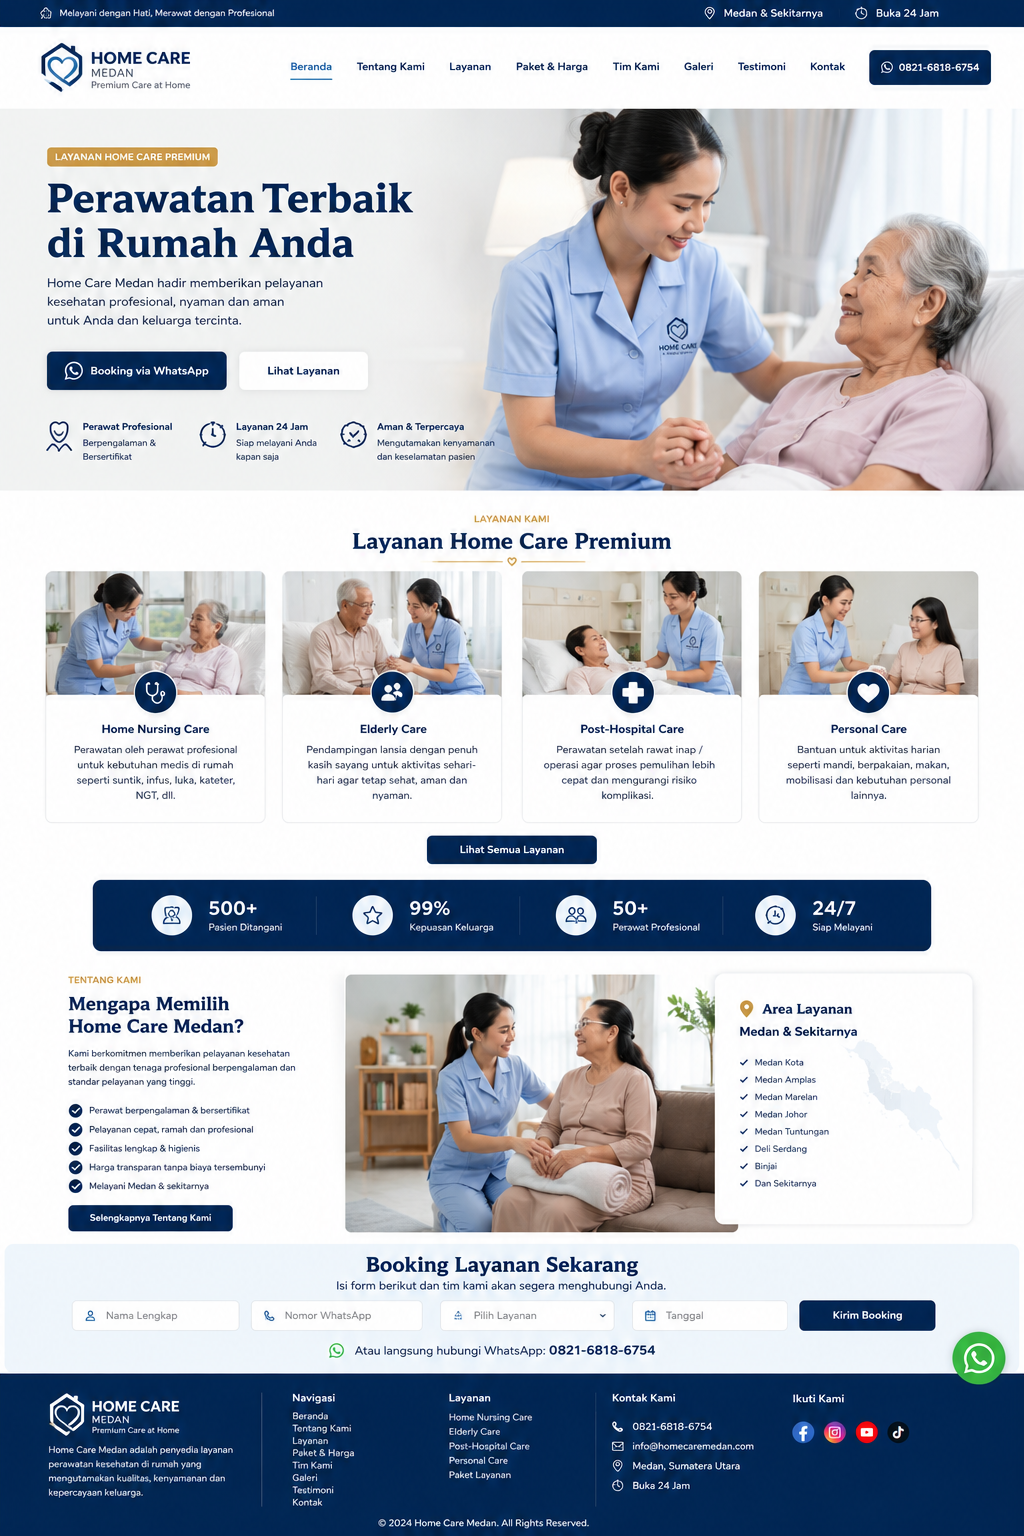 Melayani dengan Hati, Merawat dengan Profesional
Medan & Sekitarnya
Buka 24 Jam
HOME CARE
MEDAN
Premium Care at Home
Beranda
Tentang Kami
Layanan
Paket & Harga
Tim Kami
Galeri
Testimoni
Kontak
0821-6818-6754
LAYANAN HOME CARE PREMIUM
Perawatan Terbaik
di Rumah Anda
Home Care Medan hadir memberikan pelayanan
kesehatan profesional, nyaman dan aman
untuk Anda dan keluarga tercinta.
Booking via WhatsApp
Lihat Layanan
Perawat Profesional
Berpengalaman &
Bersertifikat
Layanan 24 Jam
Siap melayani Anda
kapan saja
Aman & Terpercaya
Mengutamakan kenyamanan
dan keselamatan pasien
HOME CARE
LAYANAN KAMI
Layanan Home Care Premium
Home Nursing Care
Perawatan oleh perawat profesional
untuk kebutuhan medis di rumah
seperti suntik, infus, luka, kateter,
NGT, dll.
Elderly Care
Pendampingan lansia dengan penuh
kasih sayang untuk aktivitas sehari-
hari agar tetap sehat, aman dan
nyaman.
Post-Hospital Care
Perawatan setelah rawat inap /
operasi agar proses pemulihan lebih
cepat dan mengurangi risiko
komplikasi.
Personal Care
Bantuan untuk aktivitas harian
seperti mandi, berpakaian, makan,
mobilisasi dan kebutuhan personal
lainnya.
Lihat Semua Layanan
500+
Pasien Ditangani
99%
Kepuasan Keluarga
50+
Perawat Profesional
24/7
Siap Melayani
TENTANG KAMI
Mengapa Memilih
Home Care Medan?
Kami berkomitmen memberikan pelayanan kesehatan
terbaik dengan tenaga profesional berpengalaman dan
standar pelayanan yang tinggi.
Perawat berpengalaman & bersertifikat
Pelayanan cepat, ramah dan profesional
Fasilitas lengkap & higienis
Harga transparan tanpa biaya tersembunyi
Melayani Medan & sekitarnya
Selengkapnya Tentang Kami
Area Layanan
Medan & Sekitarnya
Medan Kota
Medan Amplas
Medan Marelan
Medan Johor
Medan Tuntungan
Deli Serdang
Binjai
Dan Sekitarnya
Booking Layanan Sekarang
Isi form berikut dan tim kami akan segera menghubungi Anda.
Nama Lengkap
Nomor WhatsApp
Pilih Layanan
Tanggal
Kirim Booking
Atau langsung hubungi WhatsApp: 0821-6818-6754
HOME CARE
MEDAN
Premium Care at Home
Home Care Medan adalah penyedia layanan
perawatan kesehatan di rumah yang
mengutamakan kualitas, kenyamanan dan
kepercayaan keluarga.
Navigasi
Beranda
Tentang Kami
Layanan
Paket & Harga
Tim Kami
Galeri
Testimoni
Kontak
Layanan
Home Nursing Care
Elderly Care
Post-Hospital Care
Personal Care
Paket Layanan
Kontak Kami
0821-6818-6754
info@homecaremedan.com
Medan, Sumatera Utara
Buka 24 Jam
Ikuti Kami
© 2024 Home Care Medan. All Rights Reserved.